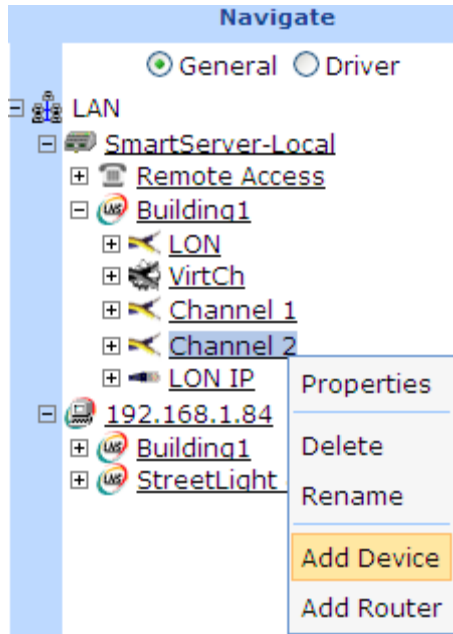 Navigate
General Driver
LAN
SmartServer-Local
Remote Access
Building1
LON
VirtCh
Channel 1
Channel 2
LON IP
192.168.1.84
Building1
StreetLight
Properties
Delete
Rename
Add Device
Add Router